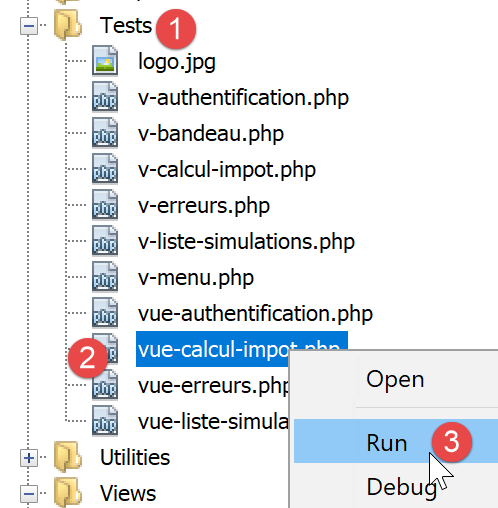 Tests 1
logo.jpg
v-authentification.php
v-bandeau.php
v-calcul-impot.php
v-erreurs.php
v-liste-simulations.php
v-menu.php
vue-authentification.php
2 vue-calcul-impot.php
Open
vue-erreurs.php
vue-liste-simula
Run 3
Utilities
Debug
Views